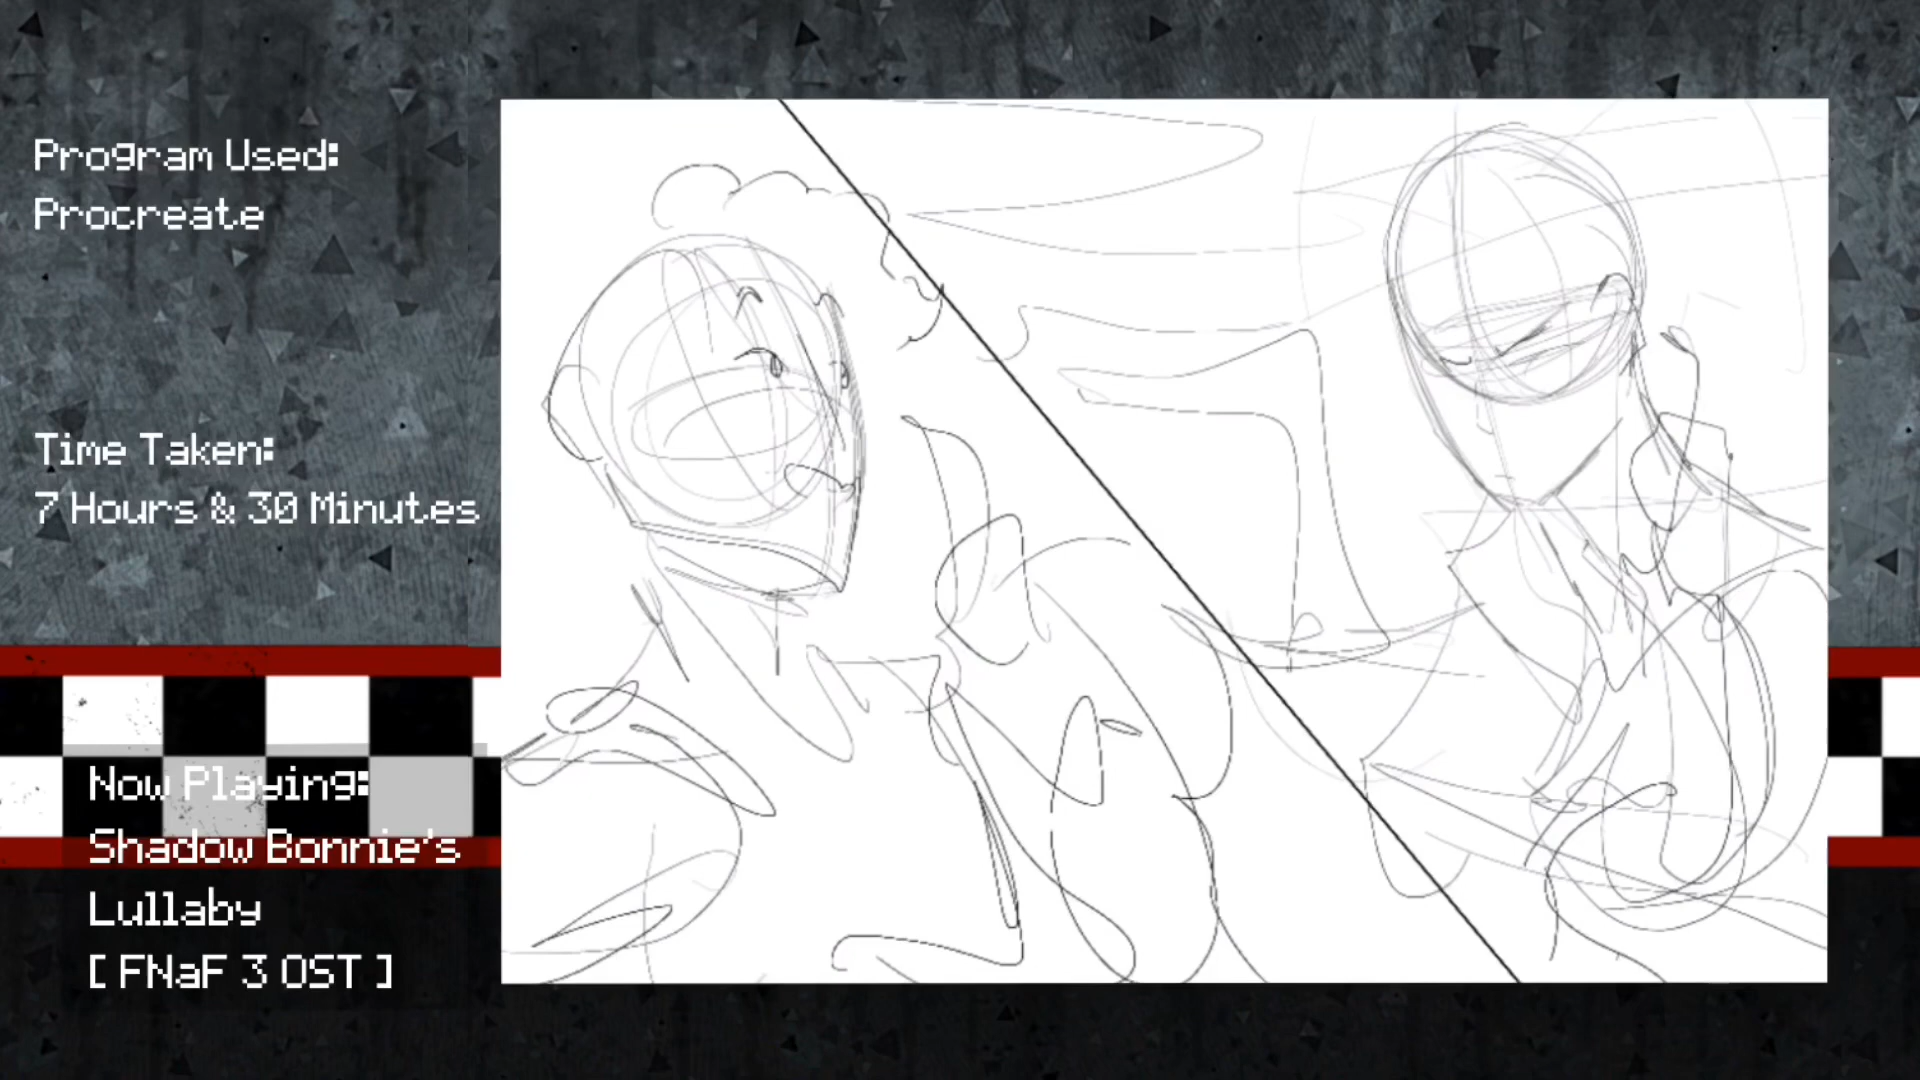 Program Used:
Procreate
Time Taken:
7 Hours & 30 Minutes
Now Playing:
Shadow Bonnie's
Lullaby
[ FNaF 3 OST ]